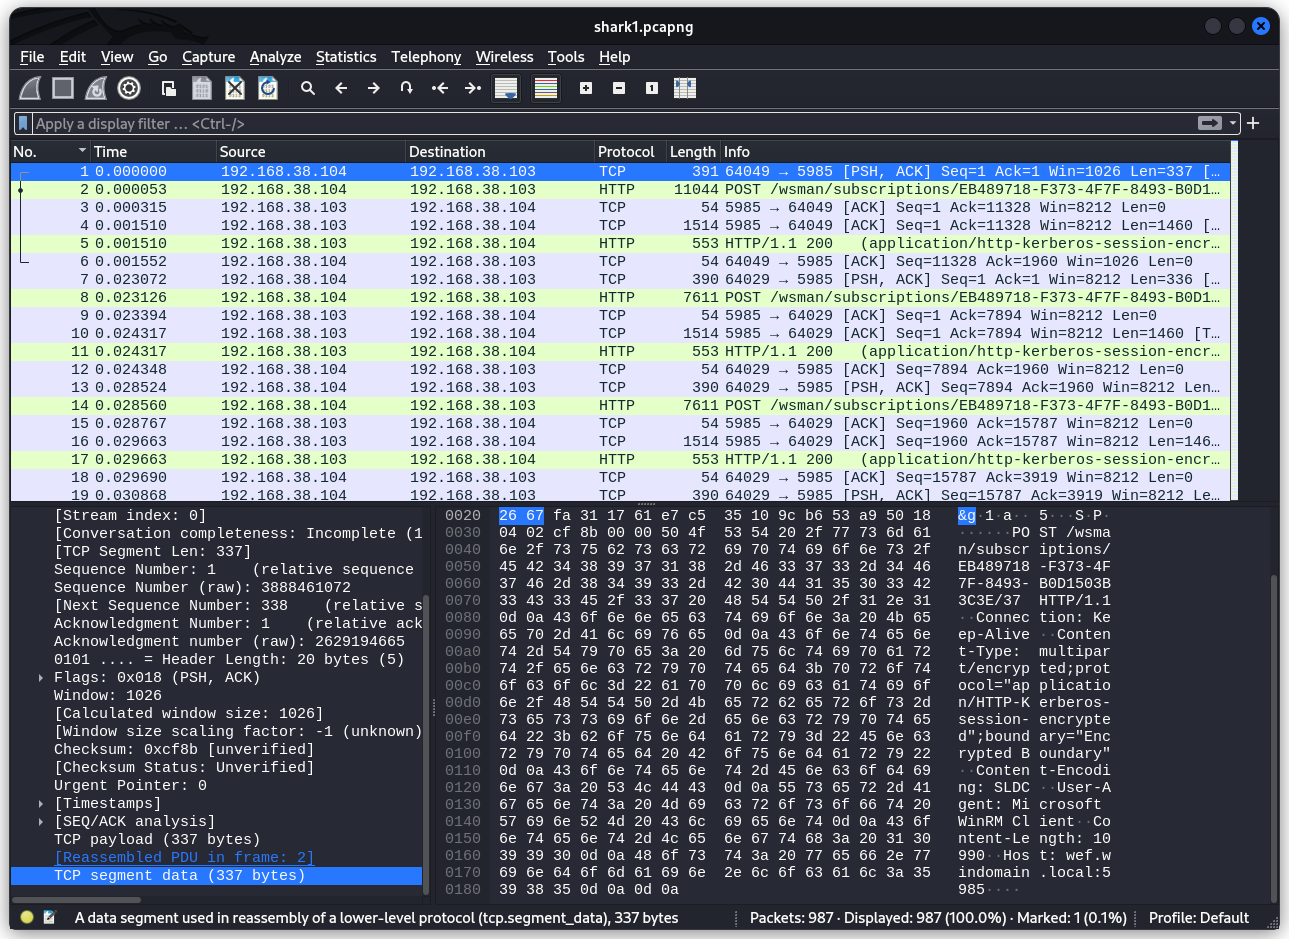 shark1.pcapng
File Edit View Go Capture Analyze Statistics Telephony Wireless Tools Help
Apply a display filter … <Ctrl-/>
No. Time Source Destination Protocol Length Info
1 0.000000 192.168.38.104 192.168.38.103 TCP 391 64049 → 5985 [PSH, ACK] Seq=1 Ack=1 Win=1026 Len=337 […
2 0.000053 192.168.38.104 192.168.38.103 HTTP 11044 POST /wsman/subscriptions/EB489718-F373-4F7F-8493-B0D1…
3 0.000315 192.168.38.103 192.168.38.104 TCP 54 5985 → 64049 [ACK] Seq=1 Ack=11328 Win=8212 Len=0
4 0.001510 192.168.38.103 192.168.38.104 TCP 1514 5985 → 64049 [ACK] Seq=1 Ack=11328 Win=8212 Len=1460 […
5 0.001510 192.168.38.103 192.168.38.104 HTTP 553 HTTP/1.1 200 (application/http-kerberos-session-encr…
6 0.001552 192.168.38.104 192.168.38.103 TCP 54 64049 → 5985 [ACK] Seq=11328 Ack=1960 Win=1026 Len=0
7 0.023072 192.168.38.104 192.168.38.103 TCP 390 64029 → 5985 [PSH, ACK] Seq=1 Ack=1 Win=8212 Len=336 […
8 0.023126 192.168.38.104 192.168.38.103 HTTP 7611 POST /wsman/subscriptions/EB489718-F373-4F7F-8493-B0D1…
9 0.023394 192.168.38.103 192.168.38.104 TCP 54 5985 → 64029 [ACK] Seq=1 Ack=7894 Win=8212 Len=0
10 0.024317 192.168.38.103 192.168.38.104 TCP 1514 5985 → 64029 [ACK] Seq=1 Ack=7894 Win=8212 Len=1460 [T…
11 0.024317 192.168.38.103 192.168.38.104 HTTP 553 HTTP/1.1 200 (application/http-kerberos-session-encr…
12 0.024348 192.168.38.104 192.168.38.103 TCP 54 64029 → 5985 [ACK] Seq=7894 Ack=1960 Win=8212 Len=0
13 0.028524 192.168.38.104 192.168.38.103 TCP 390 64029 → 5985 [PSH, ACK] Seq=7894 Ack=1960 Win=8212 Len…
14 0.028560 192.168.38.104 192.168.38.103 HTTP 7611 POST /wsman/subscriptions/EB489718-F373-4F7F-8493-B0D1…
15 0.028767 192.168.38.103 192.168.38.104 TCP 54 5985 → 64029 [ACK] Seq=1960 Ack=15787 Win=8212 Len=0
16 0.029663 192.168.38.103 192.168.38.104 TCP 1514 5985 → 64029 [ACK] Seq=1960 Ack=15787 Win=8212 Len=146…
17 0.029663 192.168.38.103 192.168.38.104 HTTP 553 HTTP/1.1 200 (application/http-kerberos-session-encr…
18 0.029690 192.168.38.104 192.168.38.103 TCP 54 64029 → 5985 [ACK] Seq=15787 Ack=3919 Win=8212 Len=0
19 0.030868 192.168.38.104 192.168.38.103 TCP 390 64029 → 5985 [PSH, ACK] Seq=15787 Ack=3919 Win=8212 Le…
[Stream index: 0]
[Conversation completeness: Incomplete (1
[TCP Segment Len: 337]
Sequence Number: 1 (relative sequence
Sequence Number (raw): 3888461072
[Next Sequence Number: 338 (relative s
Acknowledgment Number: 1 (relative ack
Acknowledgment number (raw): 2629194665
0101 .... = Header Length: 20 bytes (5)
Flags: 0x018 (PSH, ACK)
Window: 1026
[Calculated window size: 1026]
[Window size scaling factor: -1 (unknown)
Checksum: 0xcf8b [unverified]
[Checksum Status: Unverified]
Urgent Pointer: 0
[Timestamps]
[SEQ/ACK analysis]
TCP payload (337 bytes)
[Reassembled PDU in frame: 2]
TCP segment data (337 bytes)
0020 26 67 fa 31 17 61 e7 c5 35 10 9c b6 53 a9 50 18 &g·1·a·· 5···S·P·
0030 04 02 cf 8b 00 00 50 4f 53 54 20 2f 77 73 6d 61 ······PO ST /wsma
0040 6e 2f 73 75 62 73 63 72 69 70 74 69 6f 6e 73 2f n/subscr iptions/
0050 45 42 34 38 39 37 31 38 2d 46 33 37 33 2d 34 46 EB489718 -F373-4F
0060 37 46 2d 38 34 39 33 2d 42 30 44 31 35 30 33 42 7F-8493- B0D1503B
0070 33 43 33 45 2f 33 37 20 48 54 54 50 2f 31 2e 31 3C3E/37  HTTP/1.1
0080 0d 0a 43 6f 6e 6e 65 63 74 69 6f 6e 3a 20 4b 65 ··Connec tion: Ke
0090 65 70 2d 41 6c 69 76 65 0d 0a 43 6f 6e 74 65 6e ep-Alive ··Conten
00a0 74 2d 54 79 70 65 3a 20 6d 75 6c 74 69 70 61 72 t-Type:  multipar
00b0 74 2f 65 6e 63 72 79 70 74 65 64 3b 70 72 6f 74 t/encryp ted;prot
00c0 6f 63 6f 6c 3d 22 61 70 70 6c 69 63 61 74 69 6f ocol="ap plicatio
00d0 6e 2f 48 54 54 50 2d 4b 65 72 62 65 72 6f 73 2d n/HTTP-K erberos-
00e0 73 65 73 73 69 6f 6e 2d 65 6e 63 72 79 70 74 65 session- encrypte
00f0 64 22 3b 62 6f 75 6e 64 61 72 79 3d 22 45 6e 63 d";bound ary="Enc
0100 72 79 70 74 65 64 20 42 6f 75 6e 64 61 72 79 22 rypted B oundary"
0110 0d 0a 43 6f 6e 74 65 6e 74 2d 45 6e 63 6f 64 69 ··Conten t-Encodi
0120 6e 67 3a 20 53 4c 44 43 0d 0a 55 73 65 72 2d 41 ng: SLDC ··User-A
0130 67 65 6e 74 3a 20 4d 69 63 72 6f 73 6f 66 74 20 gent: Mi crosoft
0140 57 69 6e 52 4d 20 43 6c 69 65 6e 74 0d 0a 43 6f WinRM Cl ient··Co
0150 6e 74 65 6e 74 2d 4c 65 6e 67 74 68 3a 20 31 30 ntent-Le ngth: 10
0160 39 39 30 0d 0a 48 6f 73 74 3a 20 77 65 66 2e 77 990··Hos t: wef.w
0170 69 6e 64 6f 6d 61 69 6e 2e 6c 6f 63 61 6c 3a 35 indomain .local:5
0180 39 38 35 0d 0a 0d 0a 985····
A data segment used in reassembly of a lower-level protocol (tcp.segment_data), 337 bytes Packets: 987 · Displayed: 987 (100.0%) · Marked: 1 (0.1%) Profile: Default